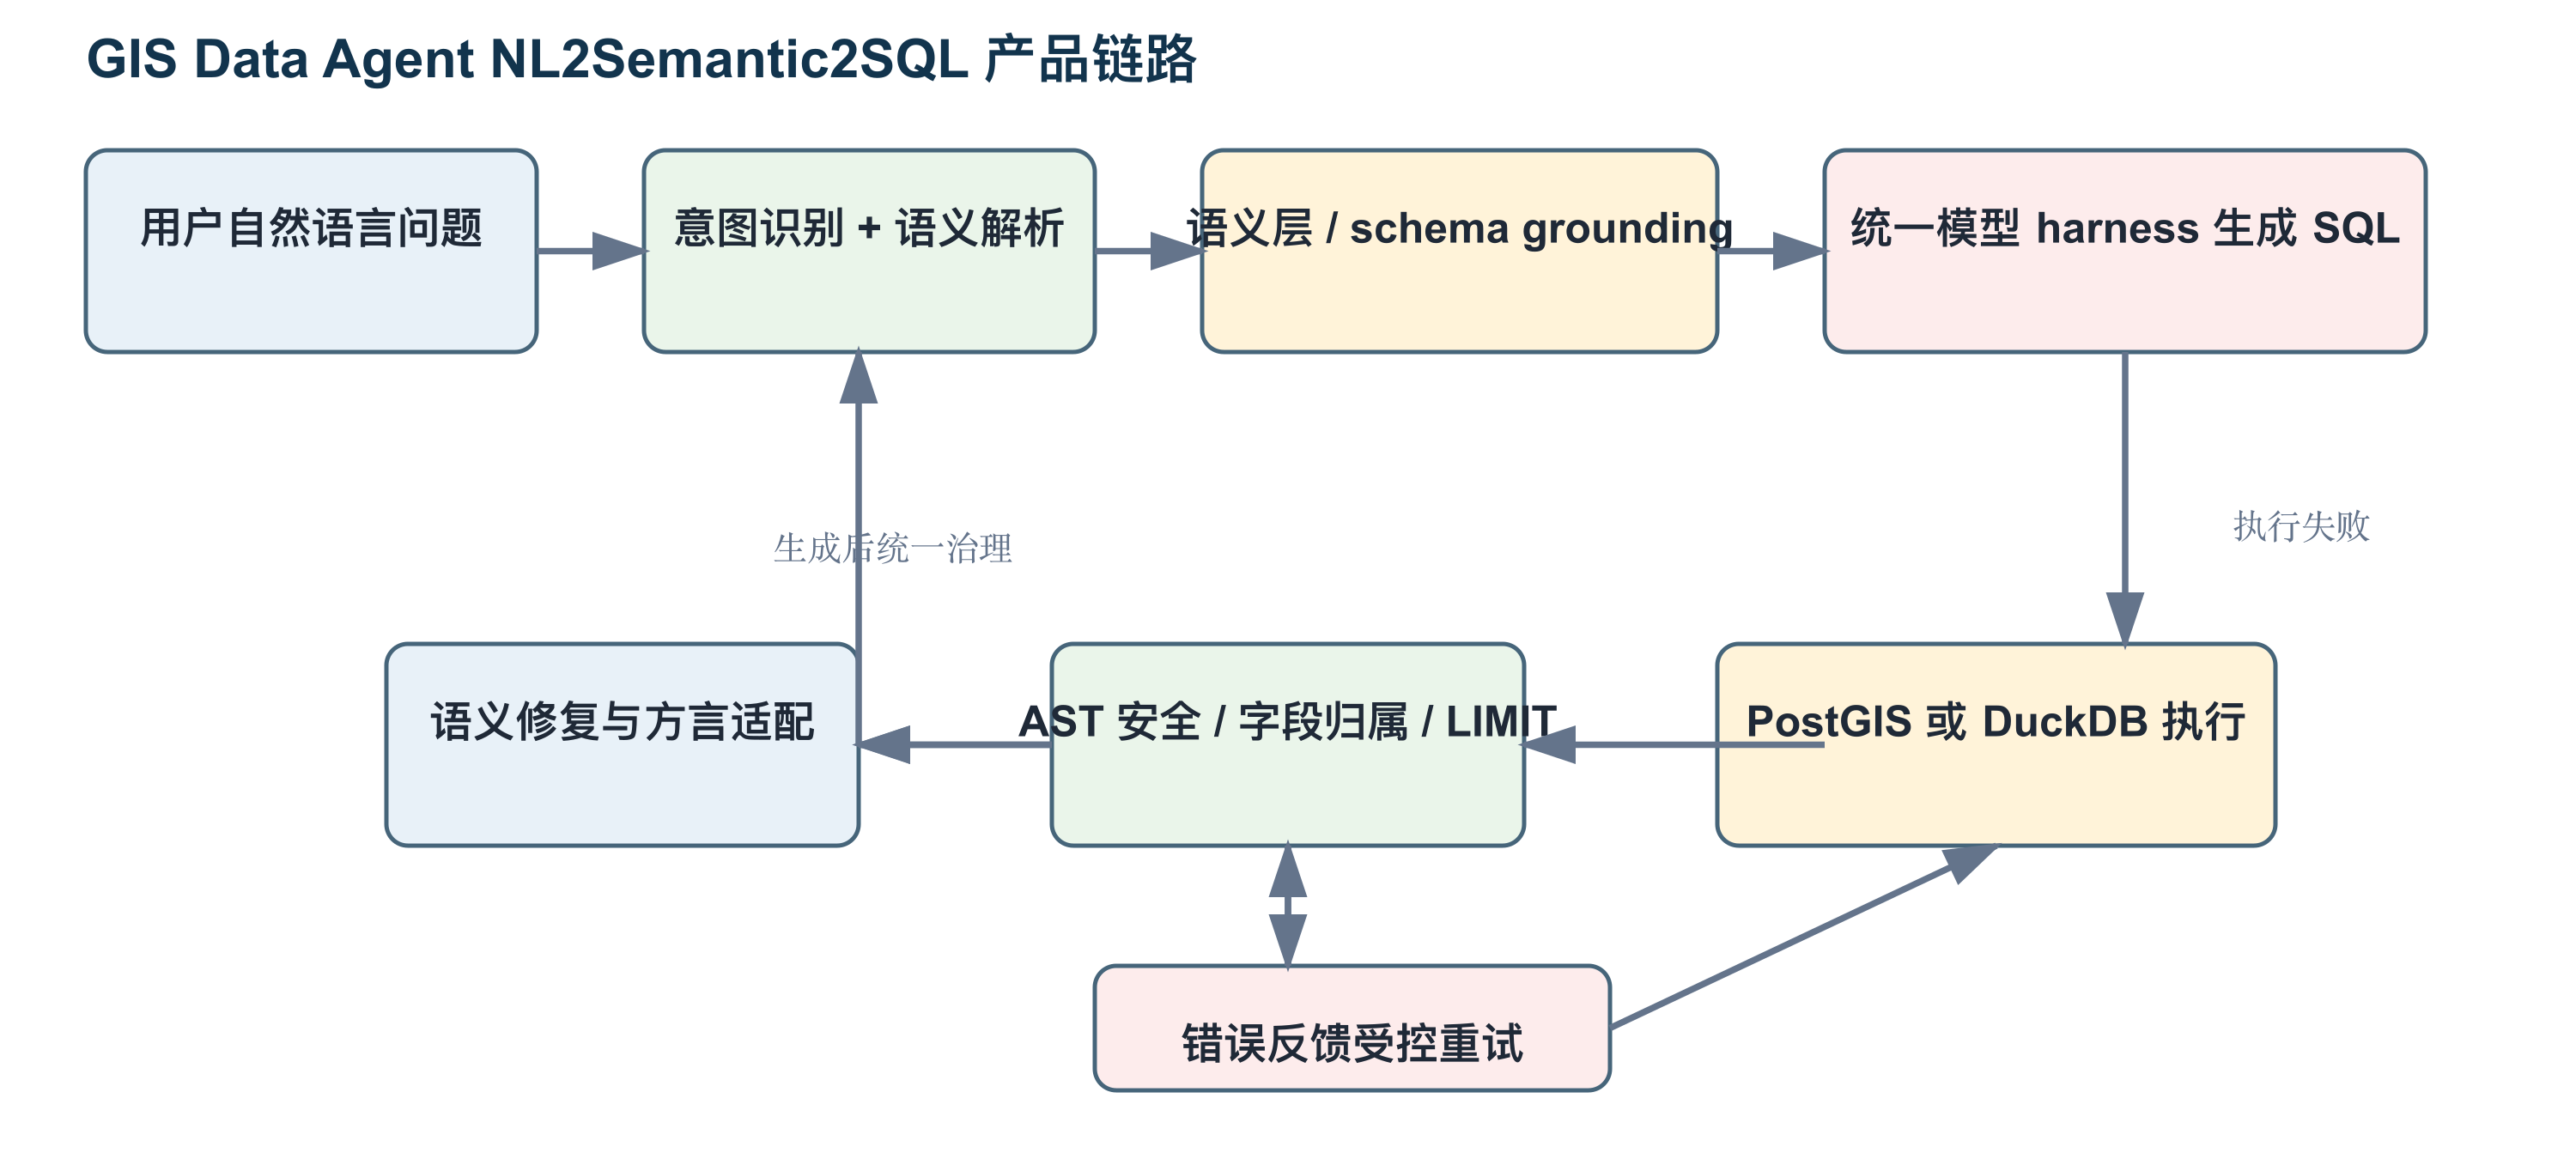 GIS Data Agent NL2Semantic2SQL 产品链路
用户自然语言问题
意图识别 + 语义解析
语义层 / schema grounding
统一模型 harness 生成 SQL
生成后统一治理
执行失败
语义修复与方言适配
AST 安全 / 字段归属 / LIMIT
PostGIS 或 DuckDB 执行
错误反馈受控重试